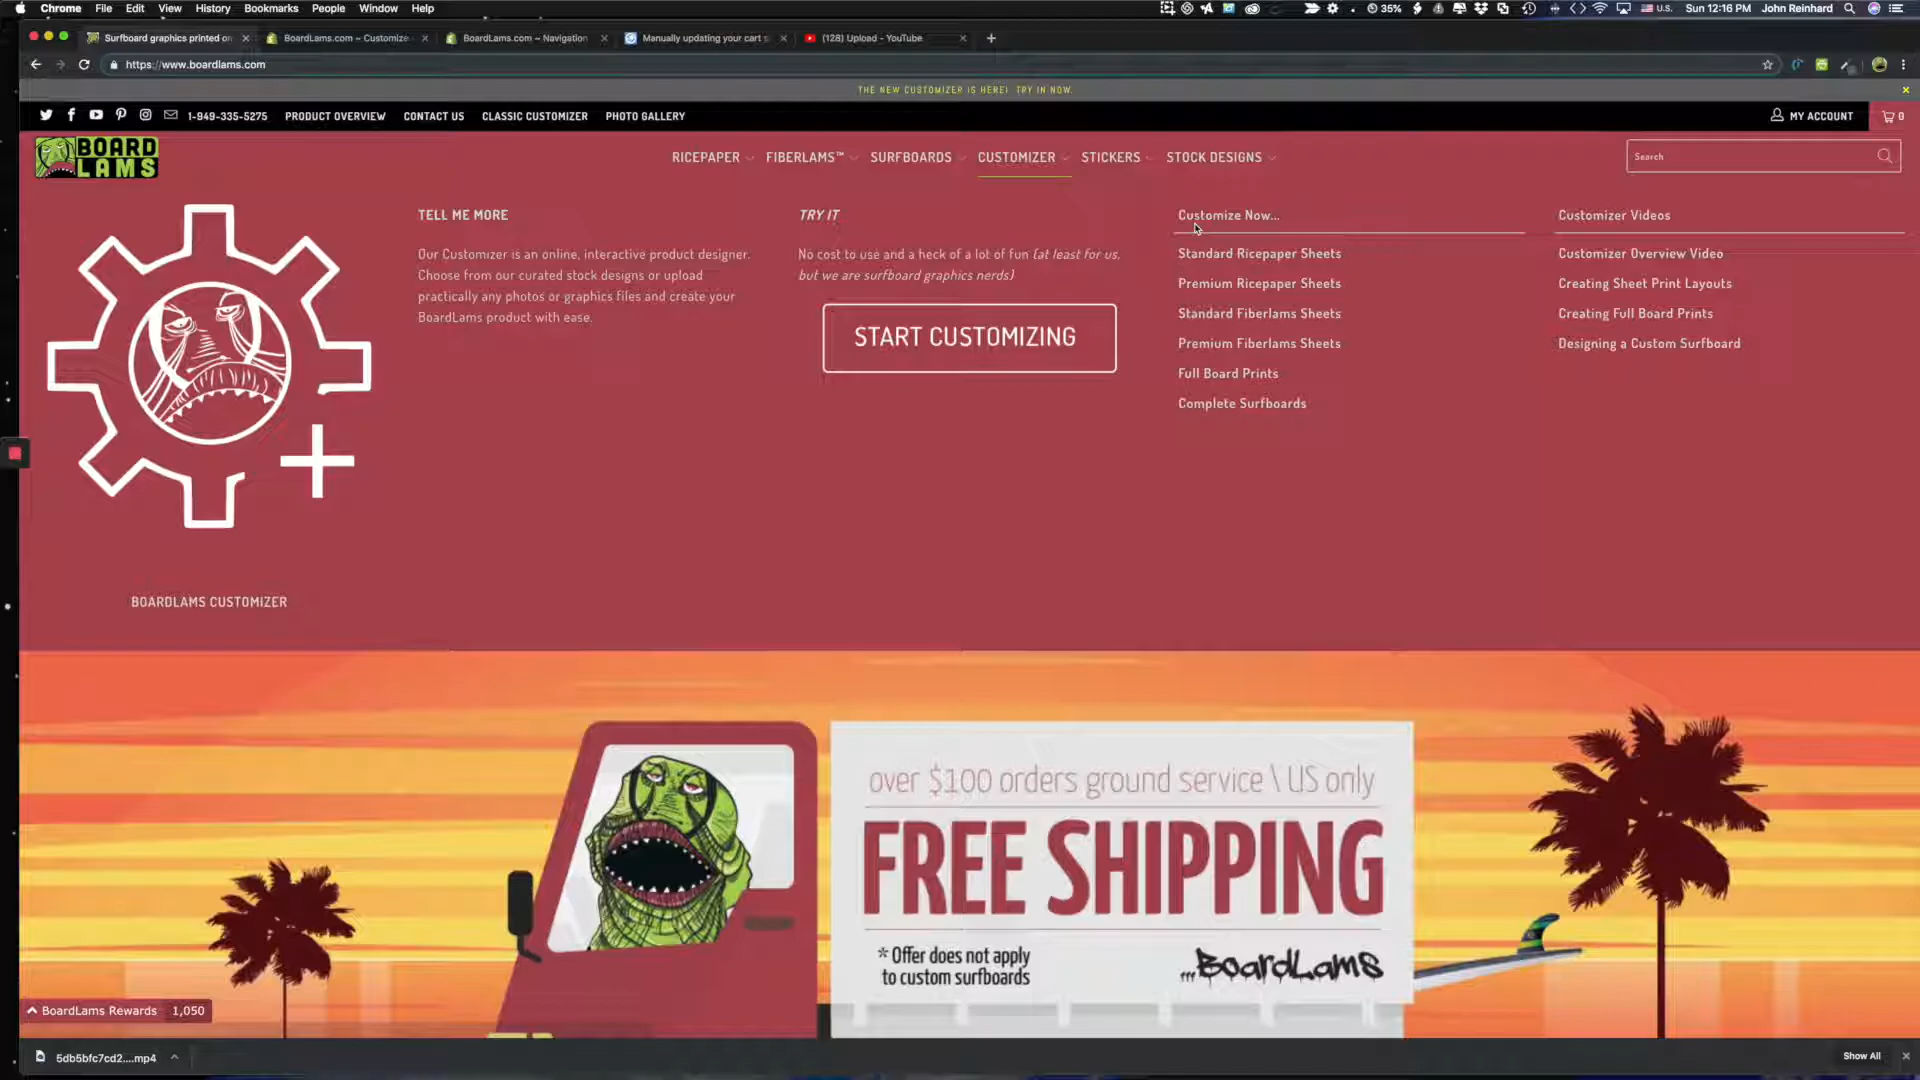 Chrome File Edit View History Bookmarks People Window Help 35% U.S. Sun 12:16 PM John Reinhard
Surfboard graphics printed on BoardLams.com ~ Customize BoardLams.com ~ Navigation Manually updating your cart s (128) Upload - YouTube
https://www.boardlams.com
THE NEW CUSTOMIZER IS HERE! TRY IN NOW.
1-949-335-5275 PRODUCT OVERVIEW CONTACT US CLASSIC CUSTOMIZER PHOTO GALLERY MY ACCOUNT 0
BOARD
LAMS
RICEPAPER FIBERLAMS™ SURFBOARDS CUSTOMIZER STICKERS STOCK DESIGNS Search
TELL ME MORE
Our Customizer is an online, interactive product designer.
Choose from our curated stock designs or upload
practically any photos or graphics files and create your
BoardLams product with ease.
TRY IT
No cost to use and a heck of a lot of fun (at least for us,
but we are surfboard graphics nerds)
START CUSTOMIZING
Customize Now...
Standard Ricepaper Sheets
Premium Ricepaper Sheets
Standard Fiberlams Sheets
Premium Fiberlams Sheets
Full Board Prints
Complete Surfboards
Customizer Videos
Customizer Overview Video
Creating Sheet Print Layouts
Creating Full Board Prints
Designing a Custom Surfboard
BOARDLAMS CUSTOMIZER
over $100 orders ground service \ US only
FREE SHIPPING
* Offer does not apply
to custom surfboards
...BoardLams
BoardLams Rewards 1,050
5db5bfc7cd2....mp4 Show All